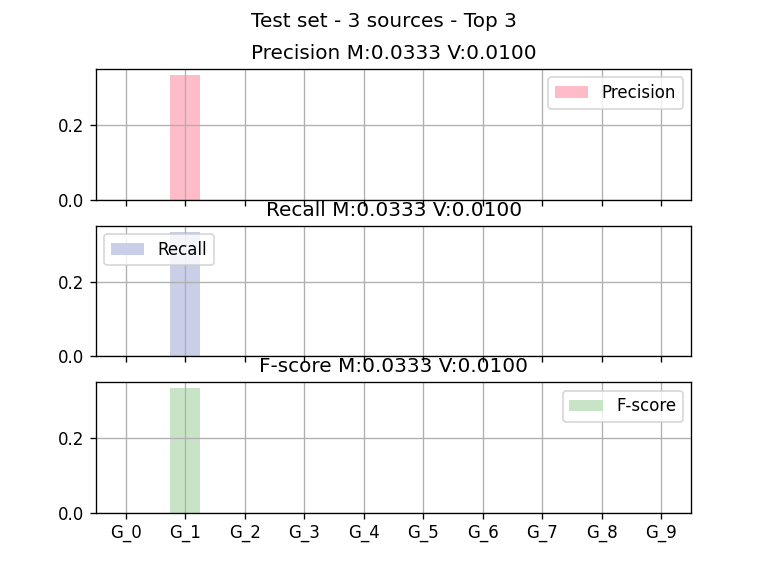 Test set - 3 sources - Top 3
Precision M:0.0333 V:0.0100
Precision
0.2
0.0
Recall M:0.0333 V:0.0100
Recall
0.2
0.0
F-score M:0.0333 V:0.0100
F-score
0.2
0.0
G_0 G_1 G_2 G_3 G_4 G_5 G_6 G_7 G_8 G_9